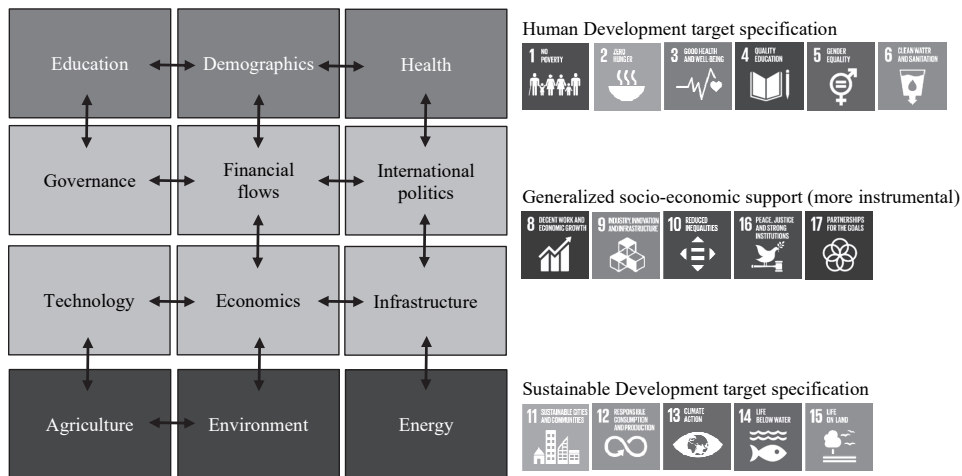 Education
Demographics
Health
Governance
Financial
flows
International
politics
Technology
Economics
Infrastructure
Agriculture
Environment
Energy
Human Development target specification
1 NO
POVERTY
2 ZERO
HUNGER
3 GOOD HEALTH
AND WELL-BEING
4 QUALITY
EDUCATION
5 GENDER
EQUALITY
6 CLEAN WATER
AND SANITATION
Generalized socio-economic support (more instrumental)
8 DECENT WORK AND
ECONOMIC GROWTH
9 INDUSTRY, INNOVATION
AND INFRASTRUCTURE
10 REDUCED
INEQUALITIES
16 PEACE, JUSTICE
AND STRONG
INSTITUTIONS
17 PARTNERSHIPS
FOR THE GOALS
Sustainable Development target specification
11 SUSTAINABLE CITIES
AND COMMUNITIES
12 RESPONSIBLE
CONSUMPTION
AND PRODUCTION
13 CLIMATE
ACTION
14 LIFE
BELOW WATER
15 LIFE
ON LAND